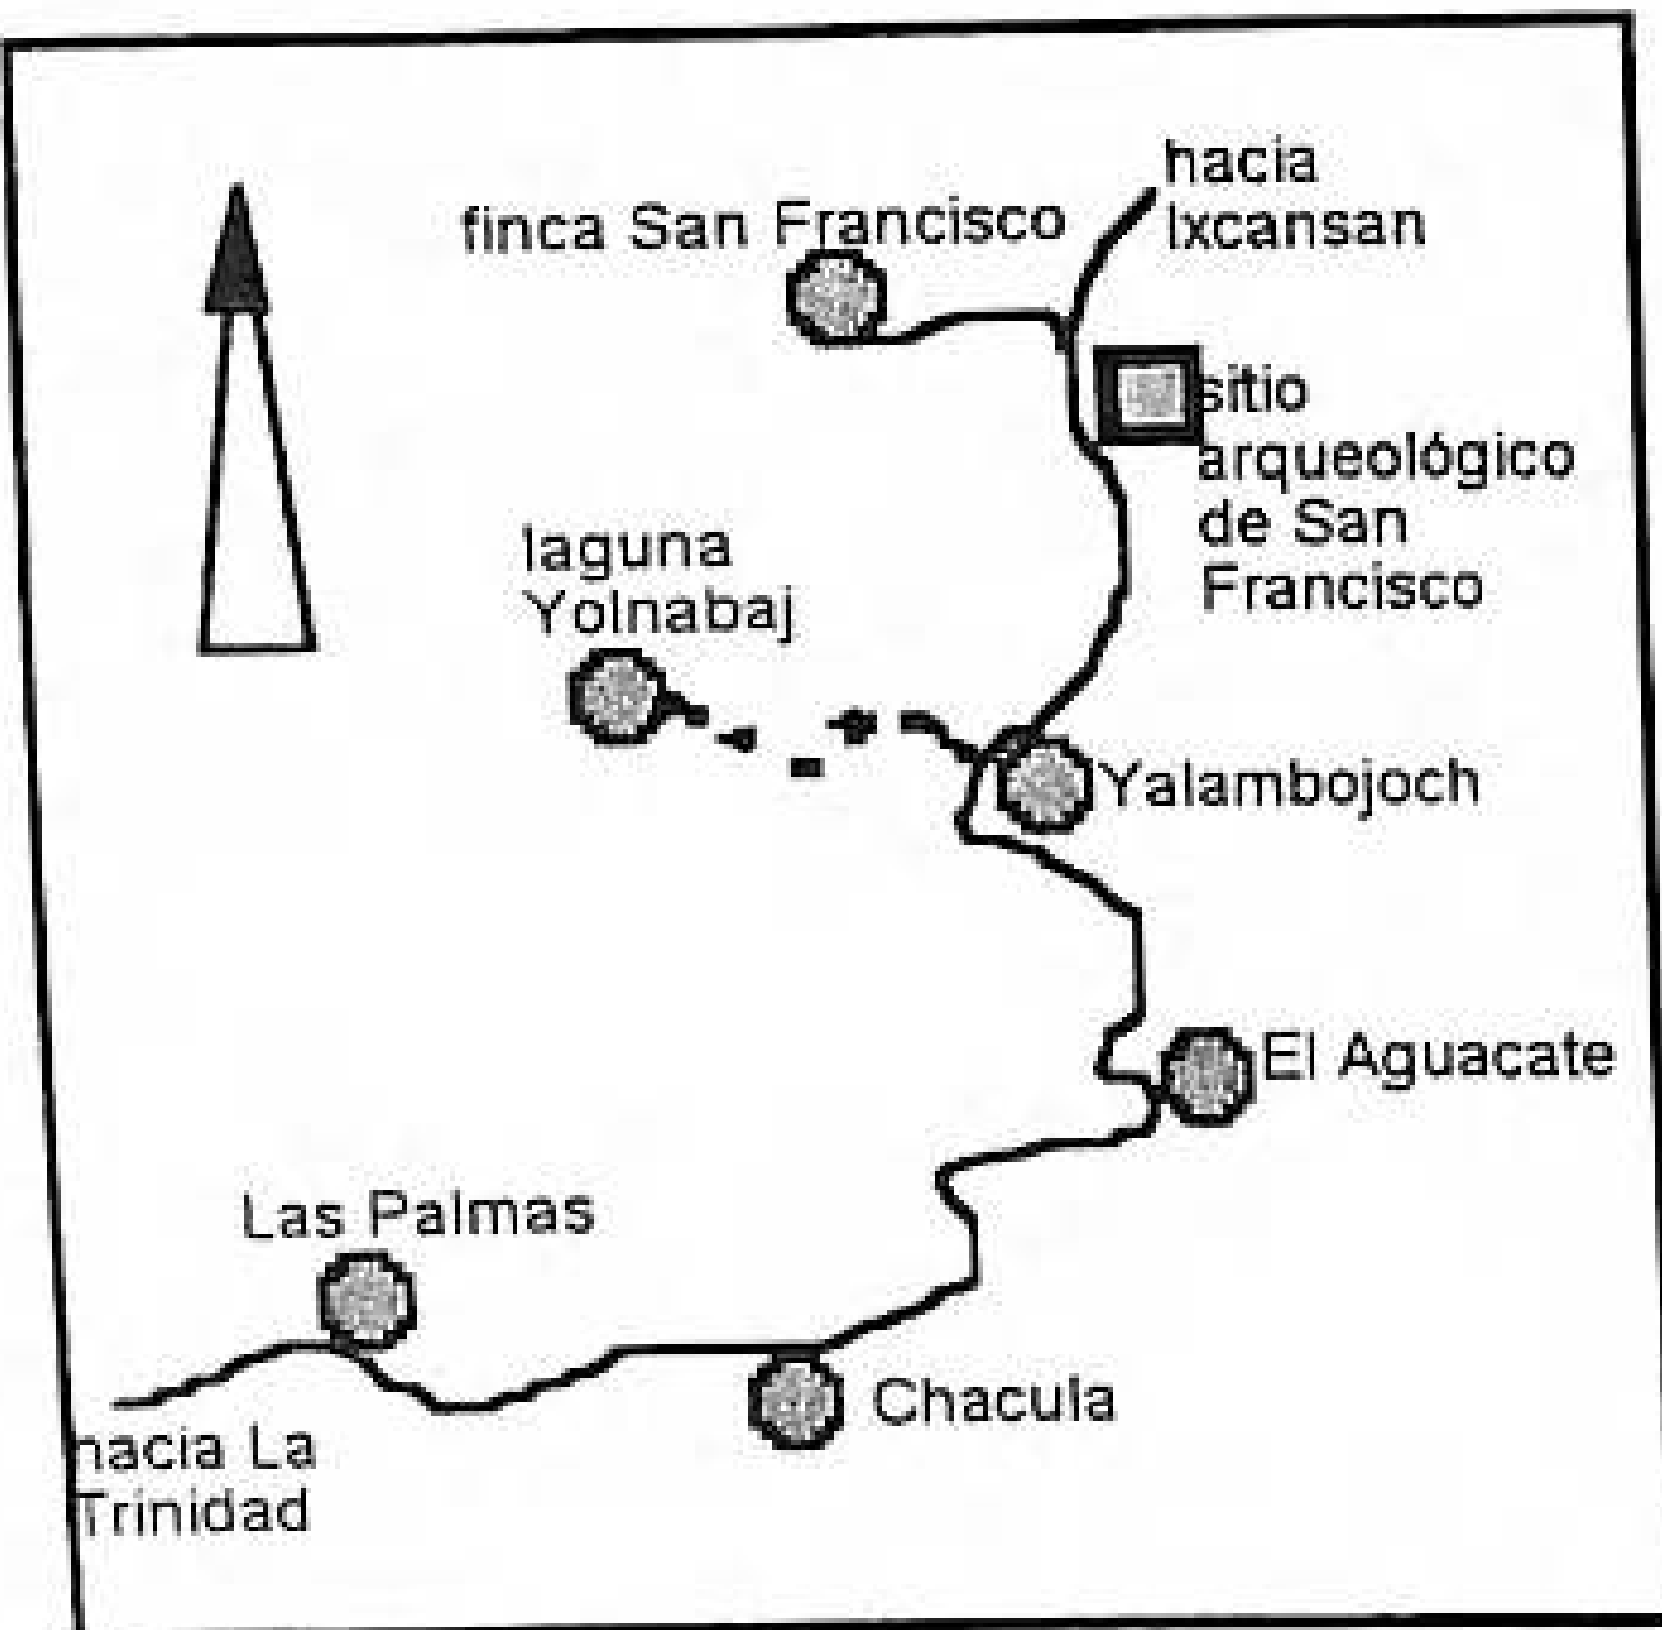 hacia
Ixcansan
finca San Francisco
sitio
arqueológico
de San
Francisco
laguna
Yolnabaj
Yalambojoch
El Aguacate
Las Palmas
Chacula
hacia La
Trinidad